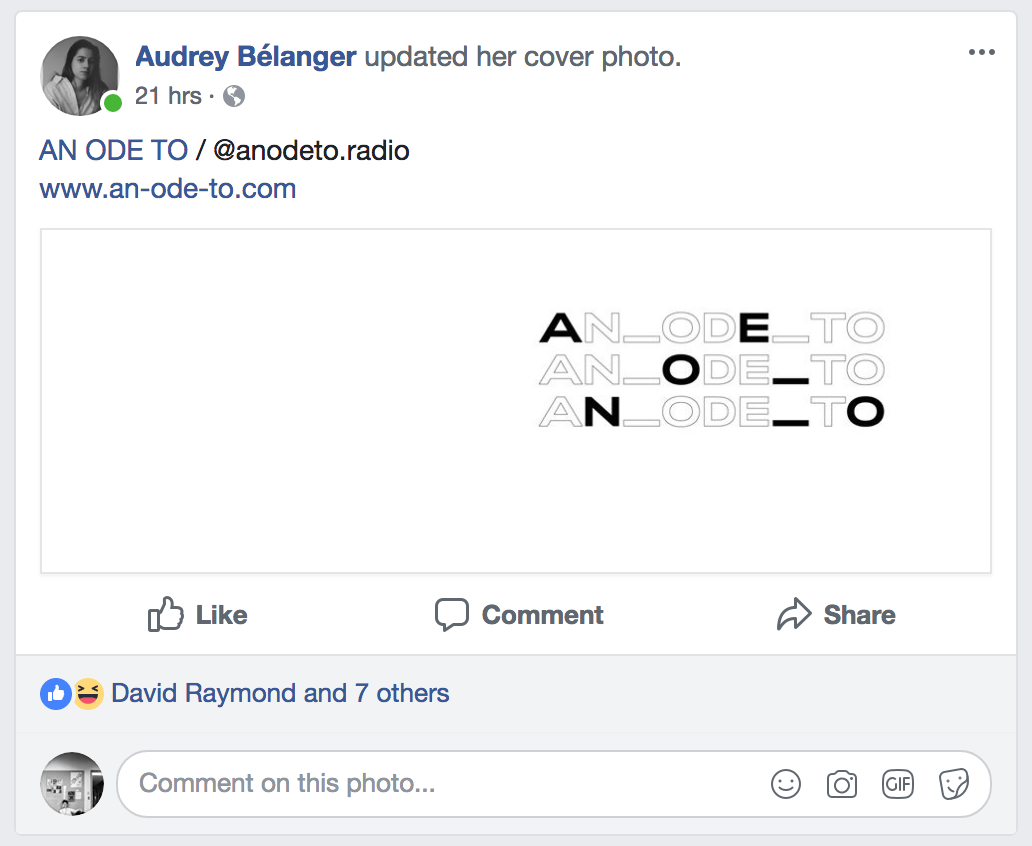 Audrey Bélanger updated her cover photo.
21 hrs ·
AN ODE TO / @anodeto.radio
www.an-ode-to.com
AN_ODE_TO
AN_ODE_TO
AN_ODE_TO
Like Comment Share
David Raymond and 7 others
Comment on this photo... GIF